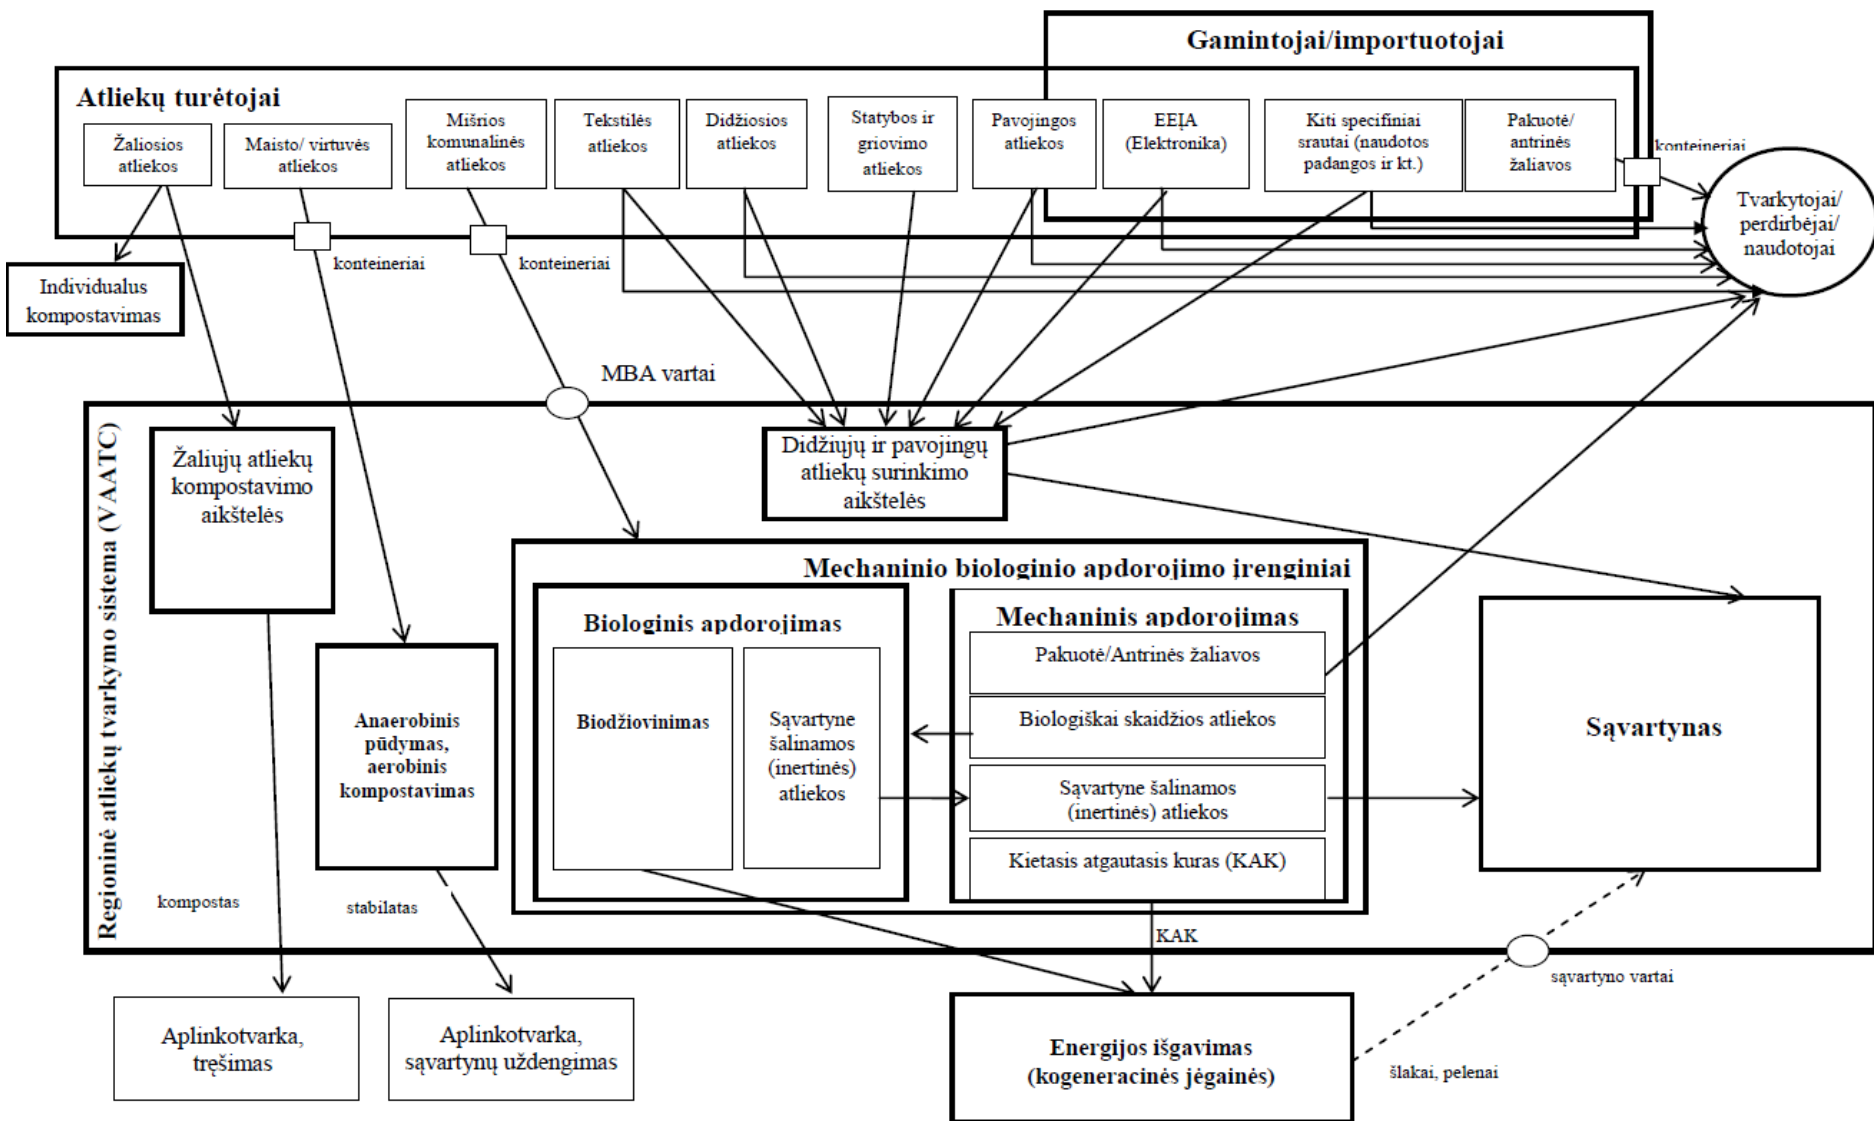 Gamintojai/importuotojai
Atliekų turėtojai
Žaliosios
atliekos
Maisto/ virtuvės
atliekos
Mišrios
komunalinės
atliekos
Tekstilės
atliekos
Didžiosios
atliekos
Statybos ir
griovimo
atliekos
Pavojingos
atliekos
EEĮA
(Elektronika)
Kiti specifiniai
srautai (naudotos
padangos ir kt.)
Pakuotė/
antrinės
žaliavos
konteineriai
Tvarkytojai/
perdirbėjai/
naudotojai
konteineriai
konteineriai
Individualus
kompostavimas
MBA vartai
Regioninė atliekų tvarkymo sistema (VAATC)
Žaliųjų atliekų
kompostavimo
aikštelės
Didžiųjų ir pavojingų
atliekų surinkimo
aikštelės
Mechaninio biologinio apdorojimo įrenginiai
Biologinis apdorojimas
Biodžiovinimas
Sąvartyne
šalinamos
(inertinės)
atliekos
Mechaninis apdorojimas
Pakuotė/Antrinės žaliavos
Biologiškai skaidžios atliekos
Sąvartyne šalinamos
(inertinės) atliekos
Kietasis atgautasis kuras (KAK)
Sąvartynas
Anaerobinis
pūdymas,
aerobinis
kompostavimas
kompostas
stabilatas
KAK
sąvartyno vartai
Aplinkotvarka,
tręšimas
Aplinkotvarka,
sąvartynų uždengimas
Energijos išgavimas
(kogeneracinės jėgainės)
šlakai, pelenai